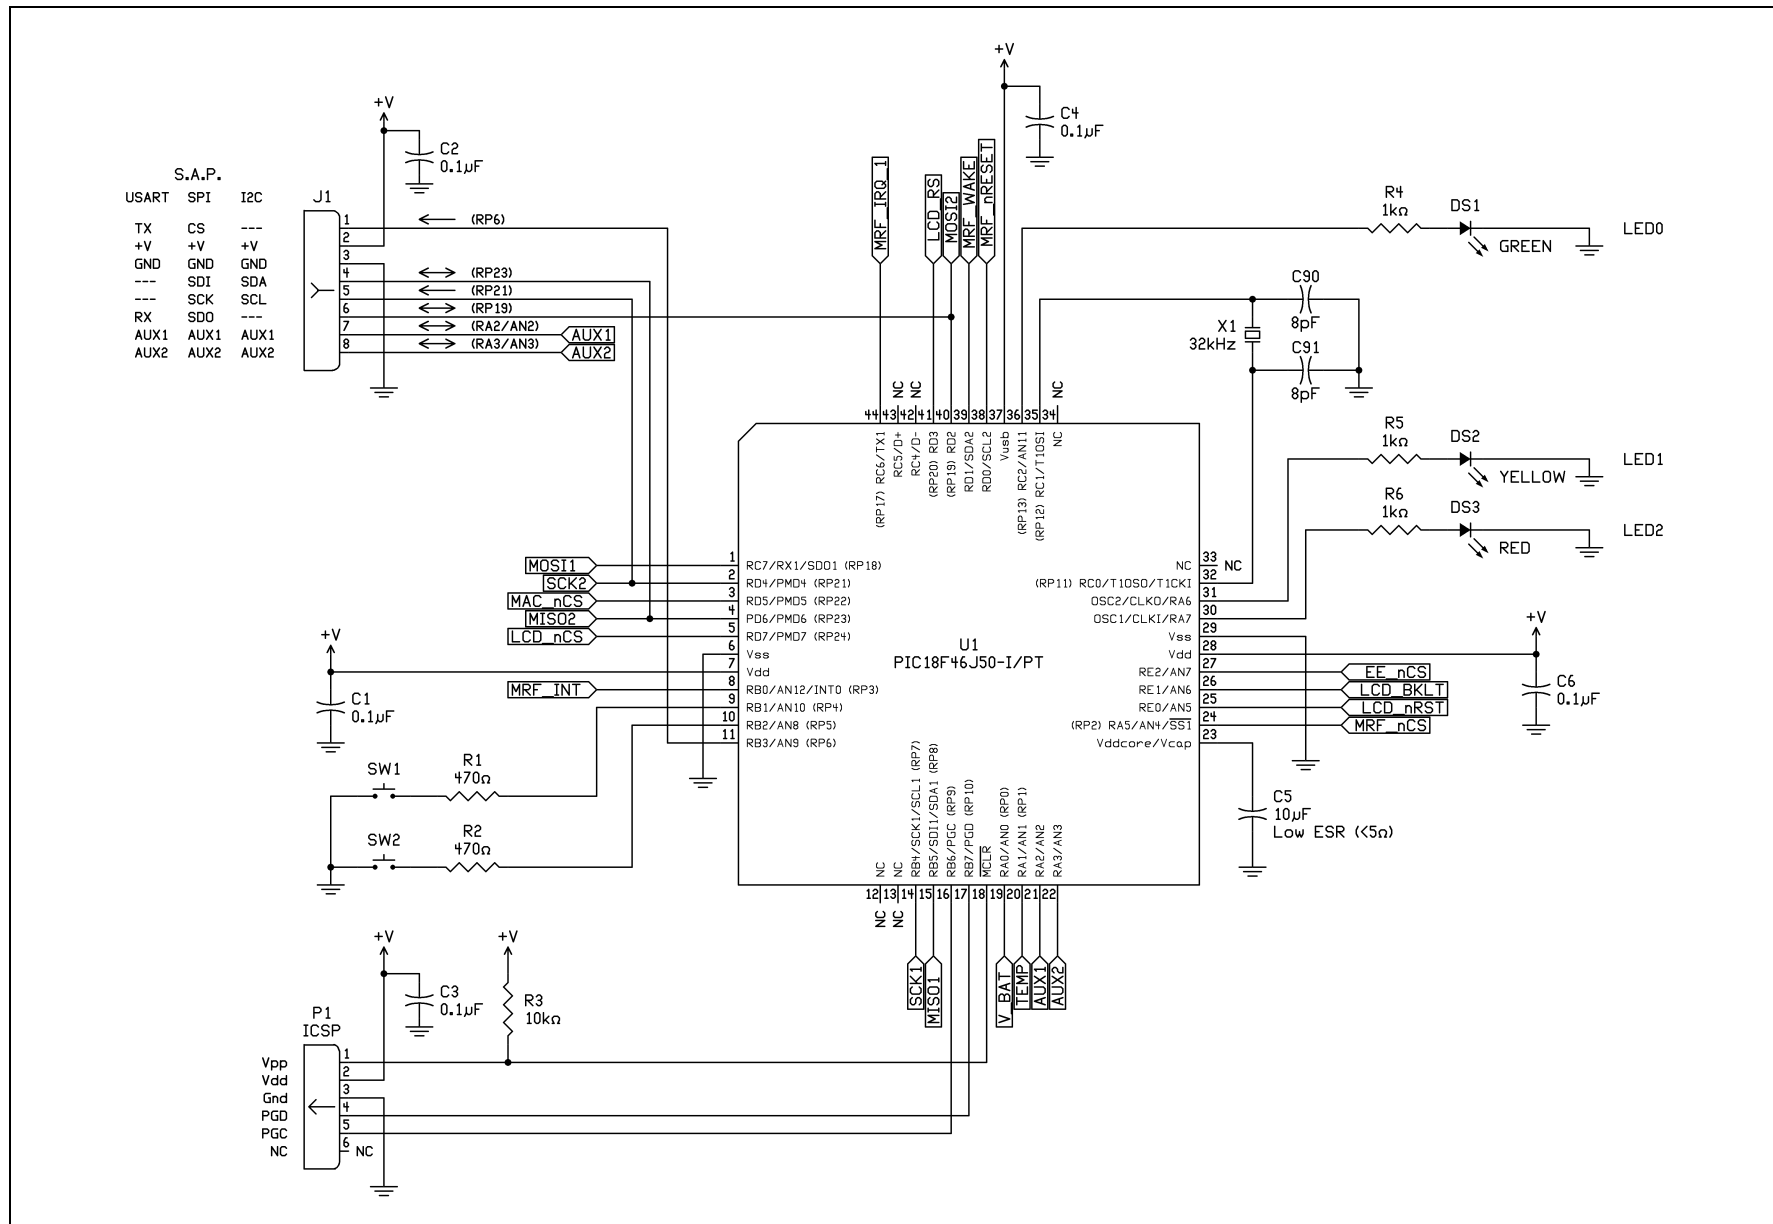 +V
C4
0.1µF
+V
C2
0.1µF
S.A.P.
USART SPI I2C
J1
TX CS ---
+V +V +V
GND GND GND
--- SDI SDA
--- SCK SCL
RX SDO ---
AUX1 AUX1 AUX1
AUX2 AUX2 AUX2
1
2
3
4
5
6
7
8
(RP6)
(RP23)
(RP21)
(RP19)
(RA2/AN2)
(RA3/AN3)
AUX1
AUX2
MRF_IRQ_1
LCD_RS
MOSI2
MRF_WAKE
MRF_nRESET
R4
1kΩ
DS1
GREEN
LED0
C90
8pF
X1
32kHz
C91
8pF
R5
1kΩ
DS2
YELLOW
LED1
R6
1kΩ
DS3
RED
LED2
NC
NC
NC
44 43 42 41 40 39 38 37 36 35 34
(RP17) RC6/TX1
RC5/D+
RC4/D-
(RP20) RD3
(RP19) RD2
RD1/SDA2
RD0/SCL2
Vusb
(RP13) RC2/AN11
(RP12) RC1/T1OSI
NC
MOSI1
SCK2
MAC_nCS
MISO2
LCD_nCS
MRF_INT
1 RC7/RX1/SDO1 (RP18)
2 RD4/PMD4 (RP21)
3 RD5/PMD5 (RP22)
4 PD6/PMD6 (RP23)
5 RD7/PMD7 (RP24)
6 Vss
7 Vdd
8 RB0/AN12/INT0 (RP3)
9 RB1/AN10 (RP4)
10 RB2/AN8 (RP5)
11 RB3/AN9 (RP6)
U1
PIC18F46J50-I/PT
NC 33 NC
(RP11) RC0/T1OSO/T1CKI 32
OSC2/CLKO/RA6 31
OSC1/CLKI/RA7 30
Vss 29
Vdd 28
RE2/AN7 27
RE1/AN6 26
RE0/AN5 25
(RP2) RA5/AN4/SS1 24
Vddcore/Vcap 23
EE_nCS
LCD_BKLT
LCD_nRST
MRF_nCS
+V
C6
0.1µF
C5
10µF
Low ESR (<5Ω)
+V
C1
0.1µF
SW1
R1
470Ω
SW2
R2
470Ω
NC
NC
RB4/SCK1/SCL1 (RP7)
RB5/SDI1/SDA1 (RP8)
RB6/PGC (RP9)
RB7/PGD (RP10)
MCLR
RA0/AN0 (RP0)
RA1/AN1 (RP1)
RA2/AN2
RA3/AN3
12 13 14 15 16 17 18 19 20 21 22
NC
NC
SCK1
MISO1
V_BAT
TEMP
AUX1
AUX2
+V
C3
0.1µF
+V
R3
10kΩ
P1
ICSP
Vpp 1
Vdd 2
Gnd 3
PGD 4
PGC 5
NC 6 NC